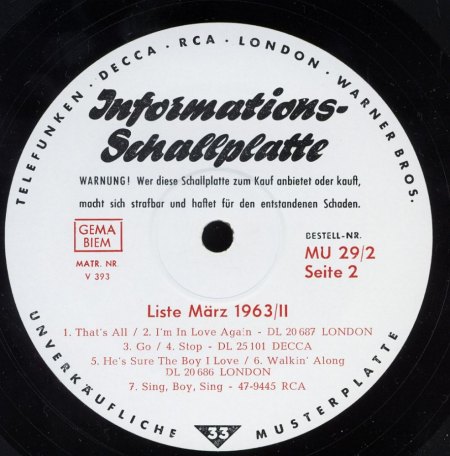 TELEFUNKEN · DECCA · RCA · LONDON · WARNER BROS.
Informations-
Schallplatte
WARNUNG! Wer diese Schallplatte zum Kauf anbietet oder kauft,
macht sich strafbar und haftet für den entstandenen Schaden.
GEMA
BIEM
MATR. NR.
V 393
BESTELL-NR.
MU 29/2
Seite 2
Liste März 1963/II
1. That's All / 2. I'm In Love Again - DL 20 687 LONDON
3. Go / 4. Stop - DL 25 101 DECCA
5. He's Sure The Boy I Love / 6. Walkin' Along
DL 20 686 LONDON
7. Sing, Boy, Sing - 47-9445 RCA
UNVERKÄUFLICHE MUSTERPLATTE
33